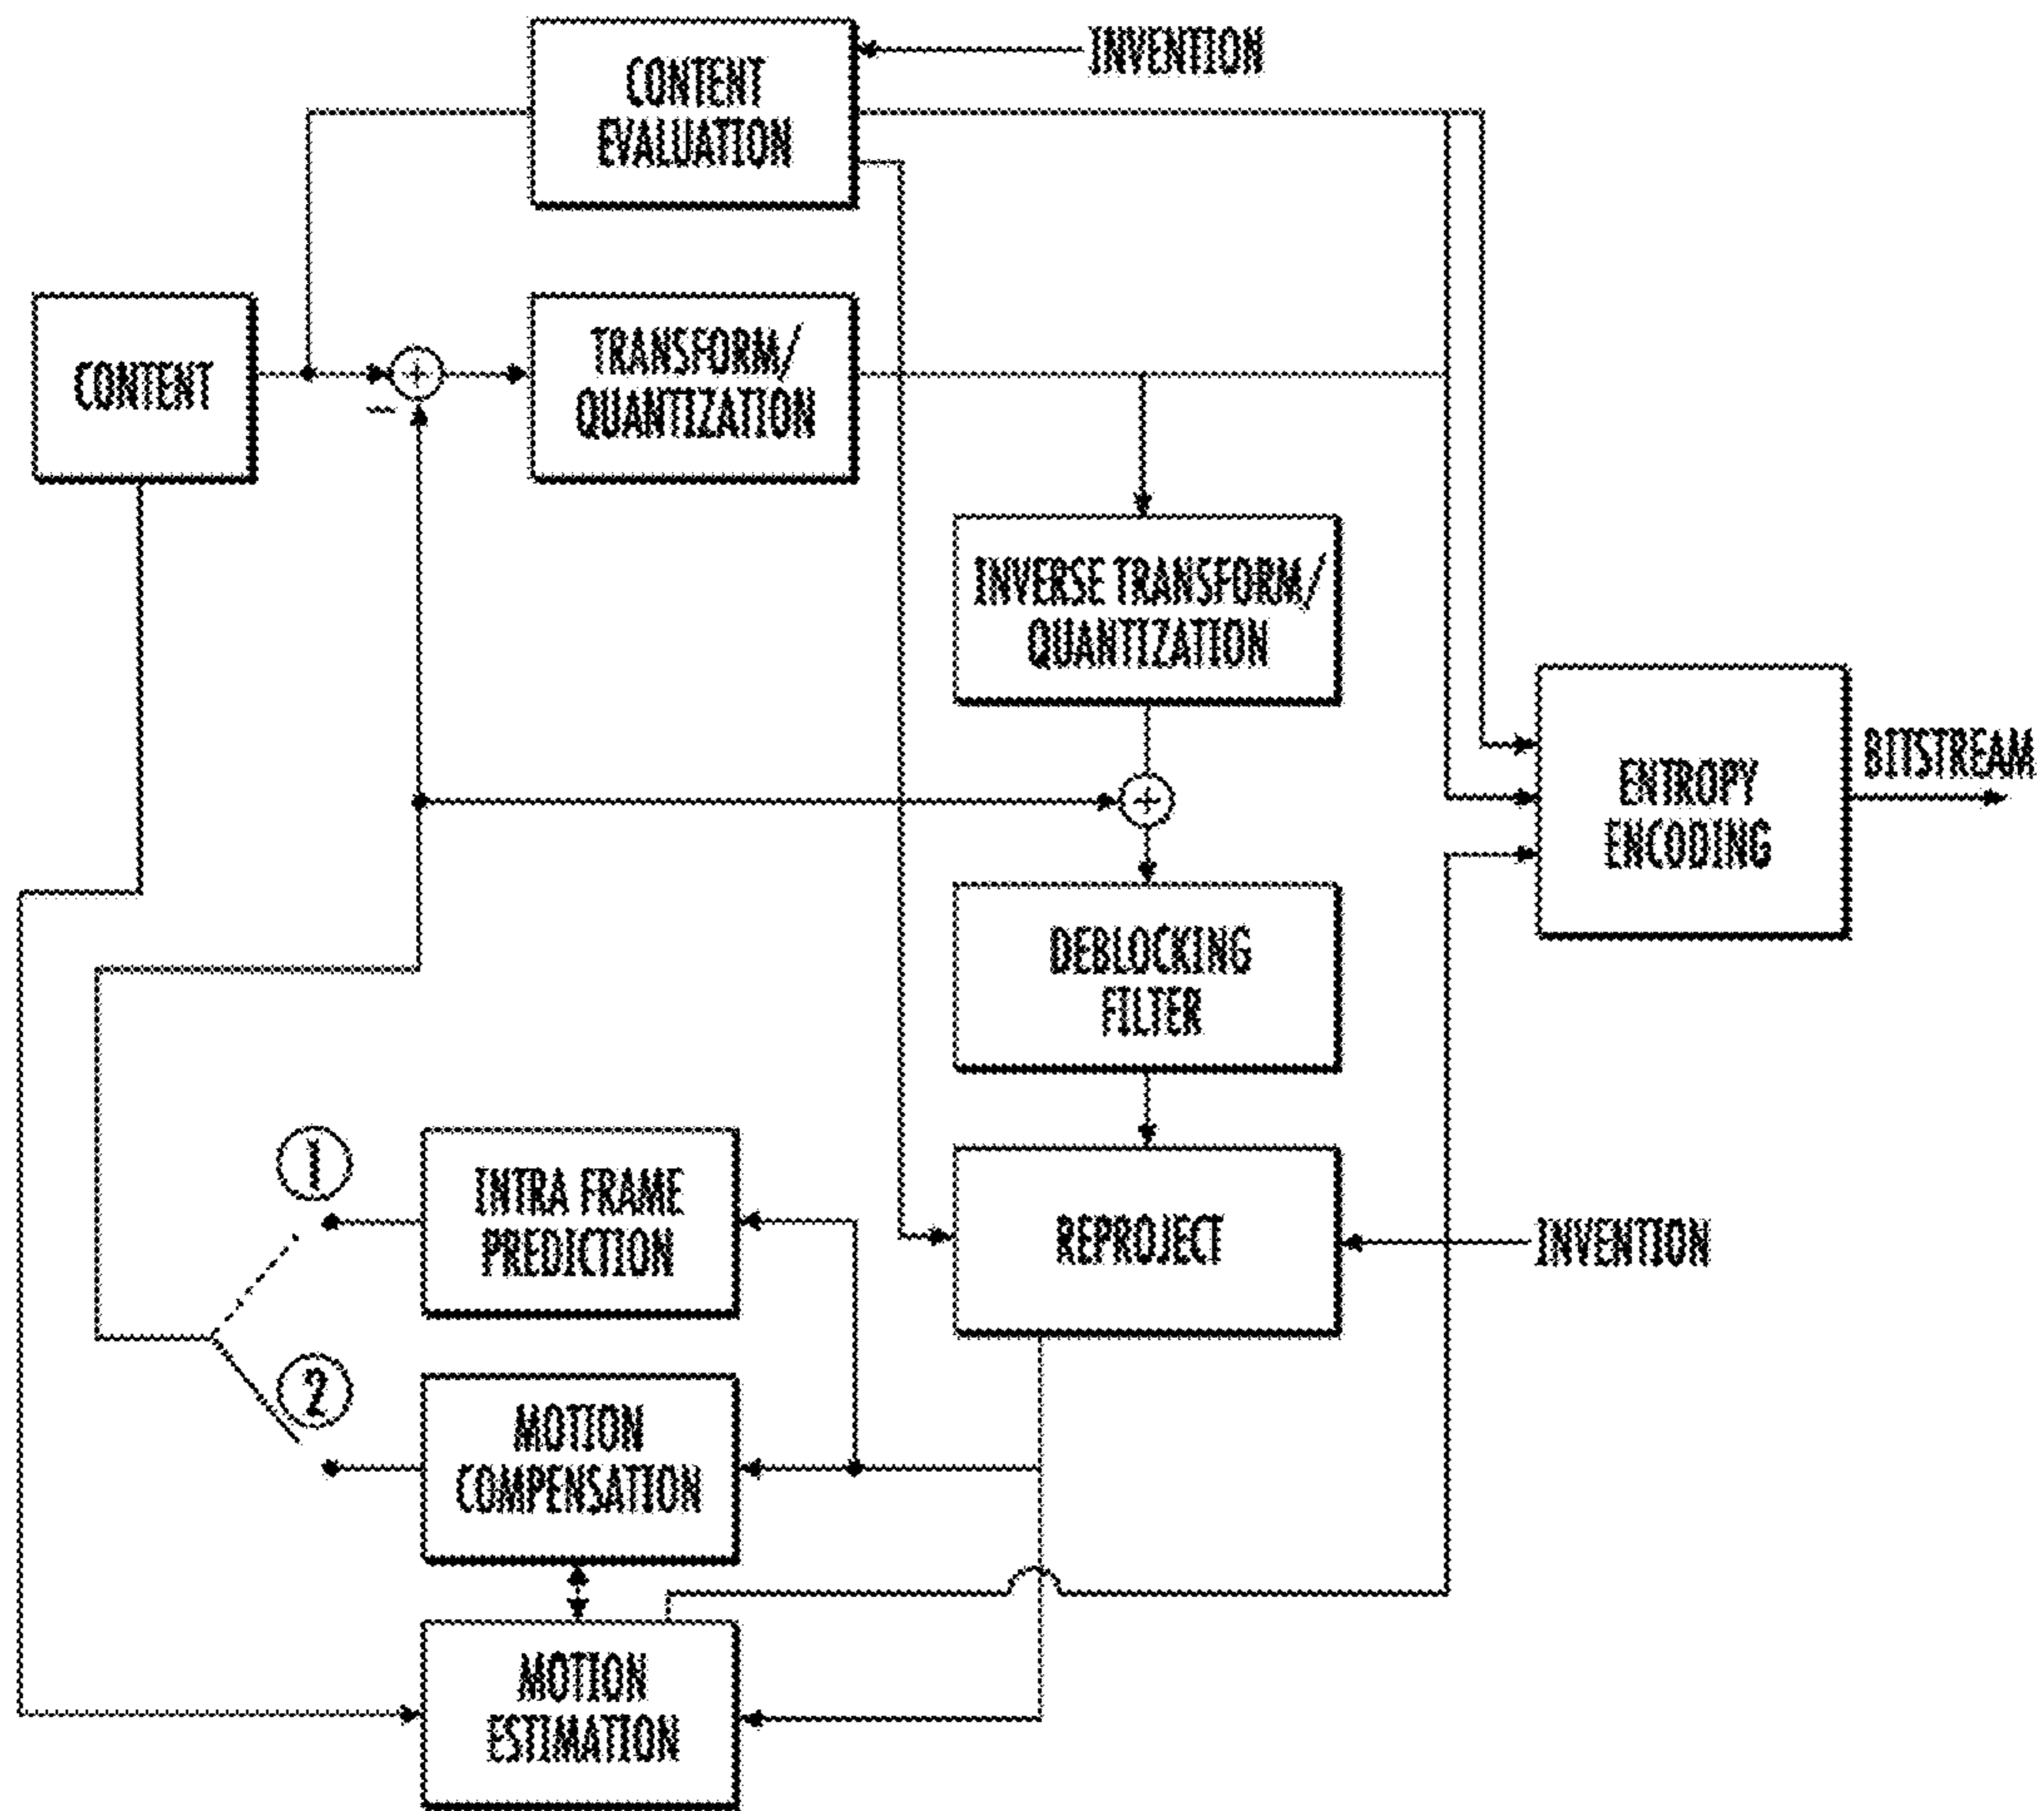 INVENTION
CONTENT
EVALUATION
CONTENT
+
−
TRANSFORM/
QUANTIZATION
INVERSE TRANSFORM/
QUANTIZATION
+
ENTROPY
ENCODING
BITSTREAM
DEBLOCKING
FILTER
1
INTRA FRAME
PREDICTION
REPROJECT
INVENTION
2
MOTION
COMPENSATION
MOTION
ESTIMATION